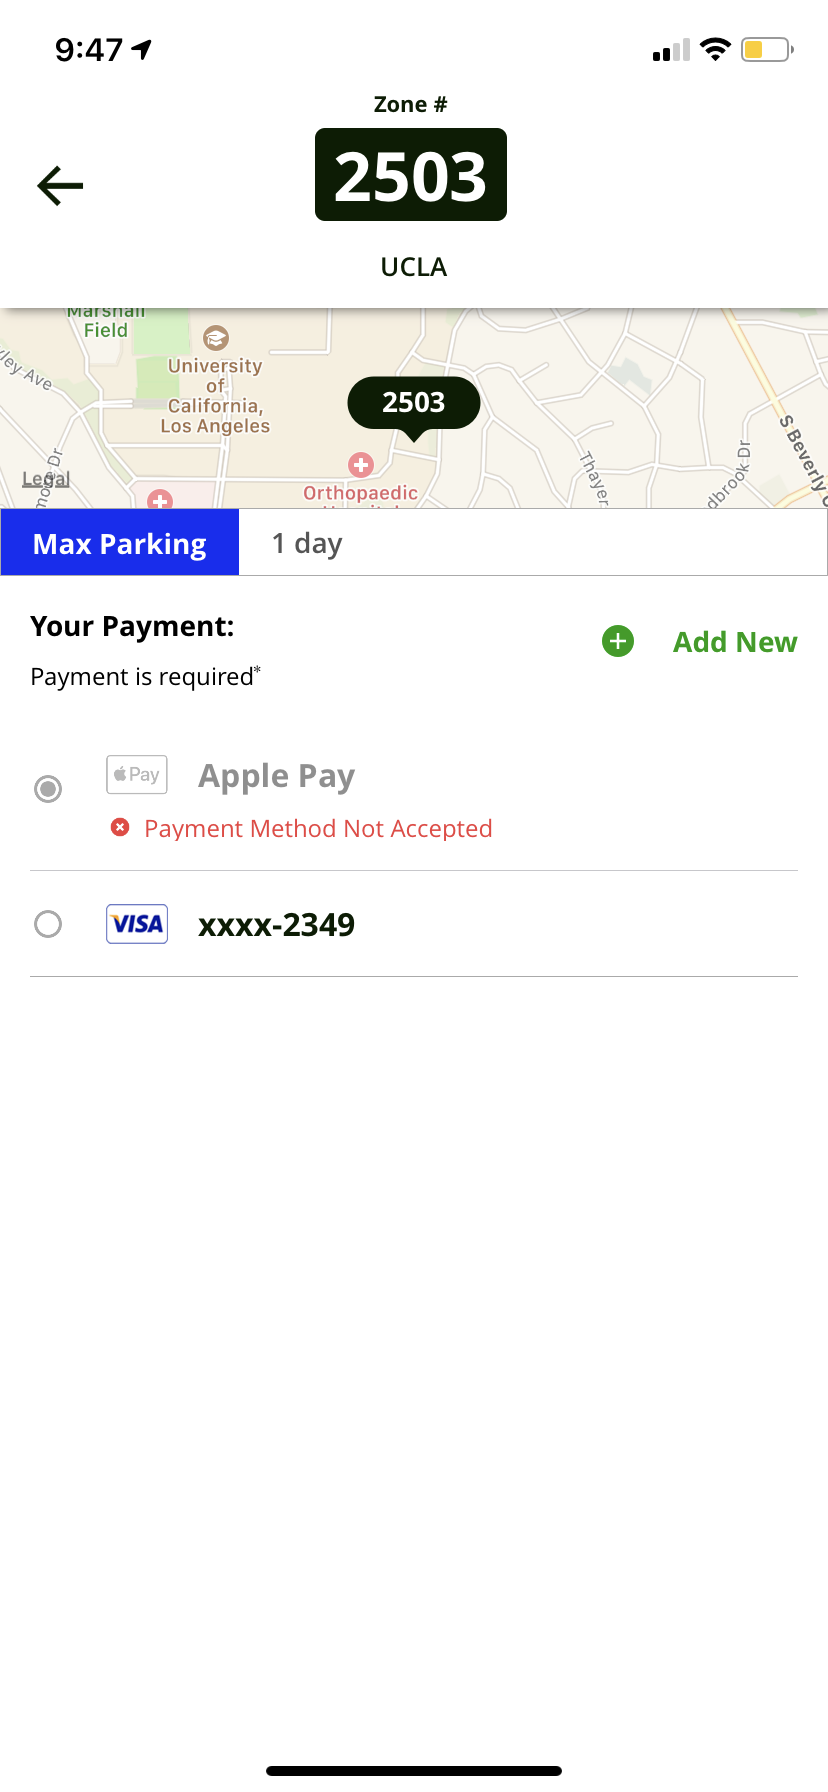 9:47
Zone #
2503
UCLA
Marshall
Field
University
of
California,
Los Angeles
2503
S Beverly
Thayer
dbrook Dr
Legal
Orthopaedic
Max Parking
1 day
Your Payment:
Add New
Payment is required*
Pay
Apple Pay
Payment Method Not Accepted
VISA
xxxx-2349